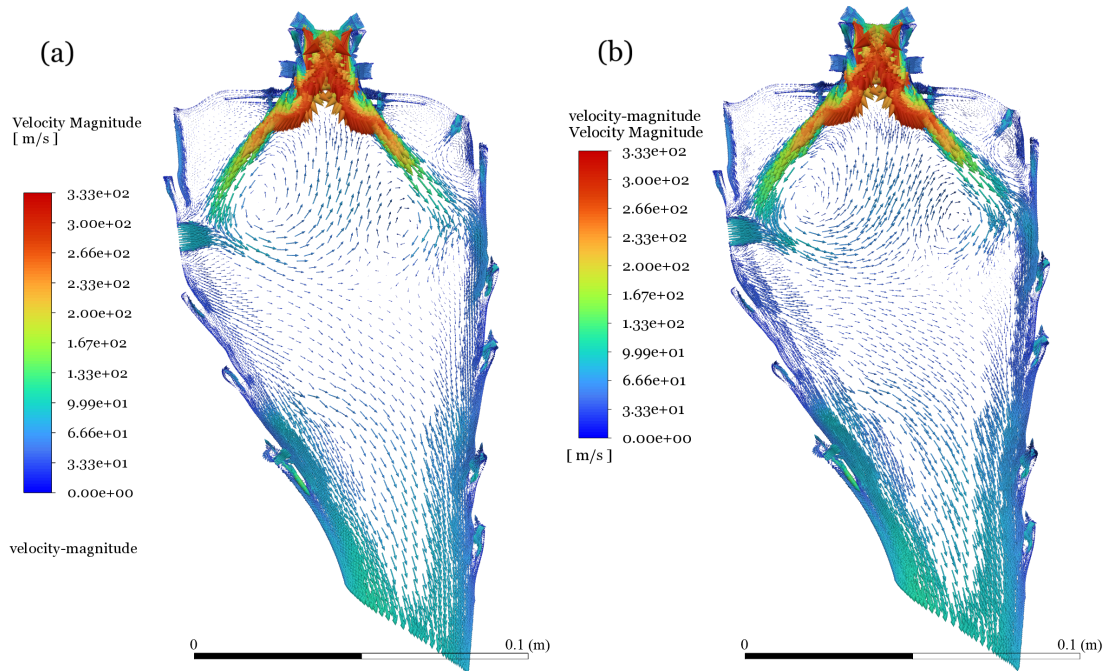 (a)
Velocity Magnitude
[ m/s ]
3.33e+02
3.00e+02
2.66e+02
2.33e+02
2.00e+02
1.67e+02
1.33e+02
9.99e+01
6.66e+01
3.33e+01
0.00e+00
velocity-magnitude
0 0.1 (m)
(b)
velocity-magnitude
Velocity Magnitude
3.33e+02
3.00e+02
2.66e+02
2.33e+02
2.00e+02
1.67e+02
1.33e+02
9.99e+01
6.66e+01
3.33e+01
0.00e+00
[ m/s ]
0 0.1 (m)